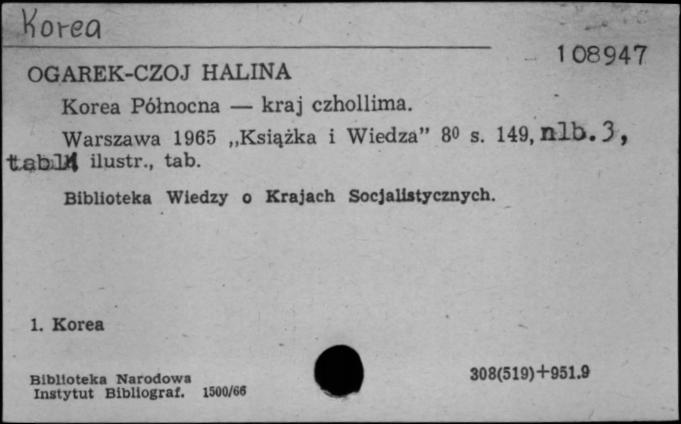 Korea
108947
OGAREK-CZOJ HALINA
Korea Północna — kraj czhollima.
Warszawa 1965 „Książka i Wiedza” 8⁰ s. 149, nlb. 3,
ilustr., tab.
Biblioteka Wiedzy o Krajach Socjalistycznych.
1. Korea
308(519)+951.9
Biblioteka Narodowa
Instytut Bibliograf. 1500/66